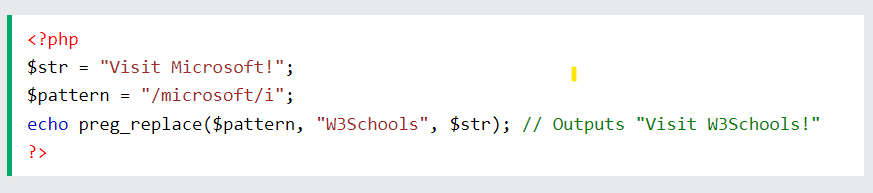 <?php
$str = "Visit Microsoft!";
$pattern = "/microsoft/i";
echo preg_replace($pattern, "W3Schools", $str); // Outputs "Visit W3Schools!"
?>